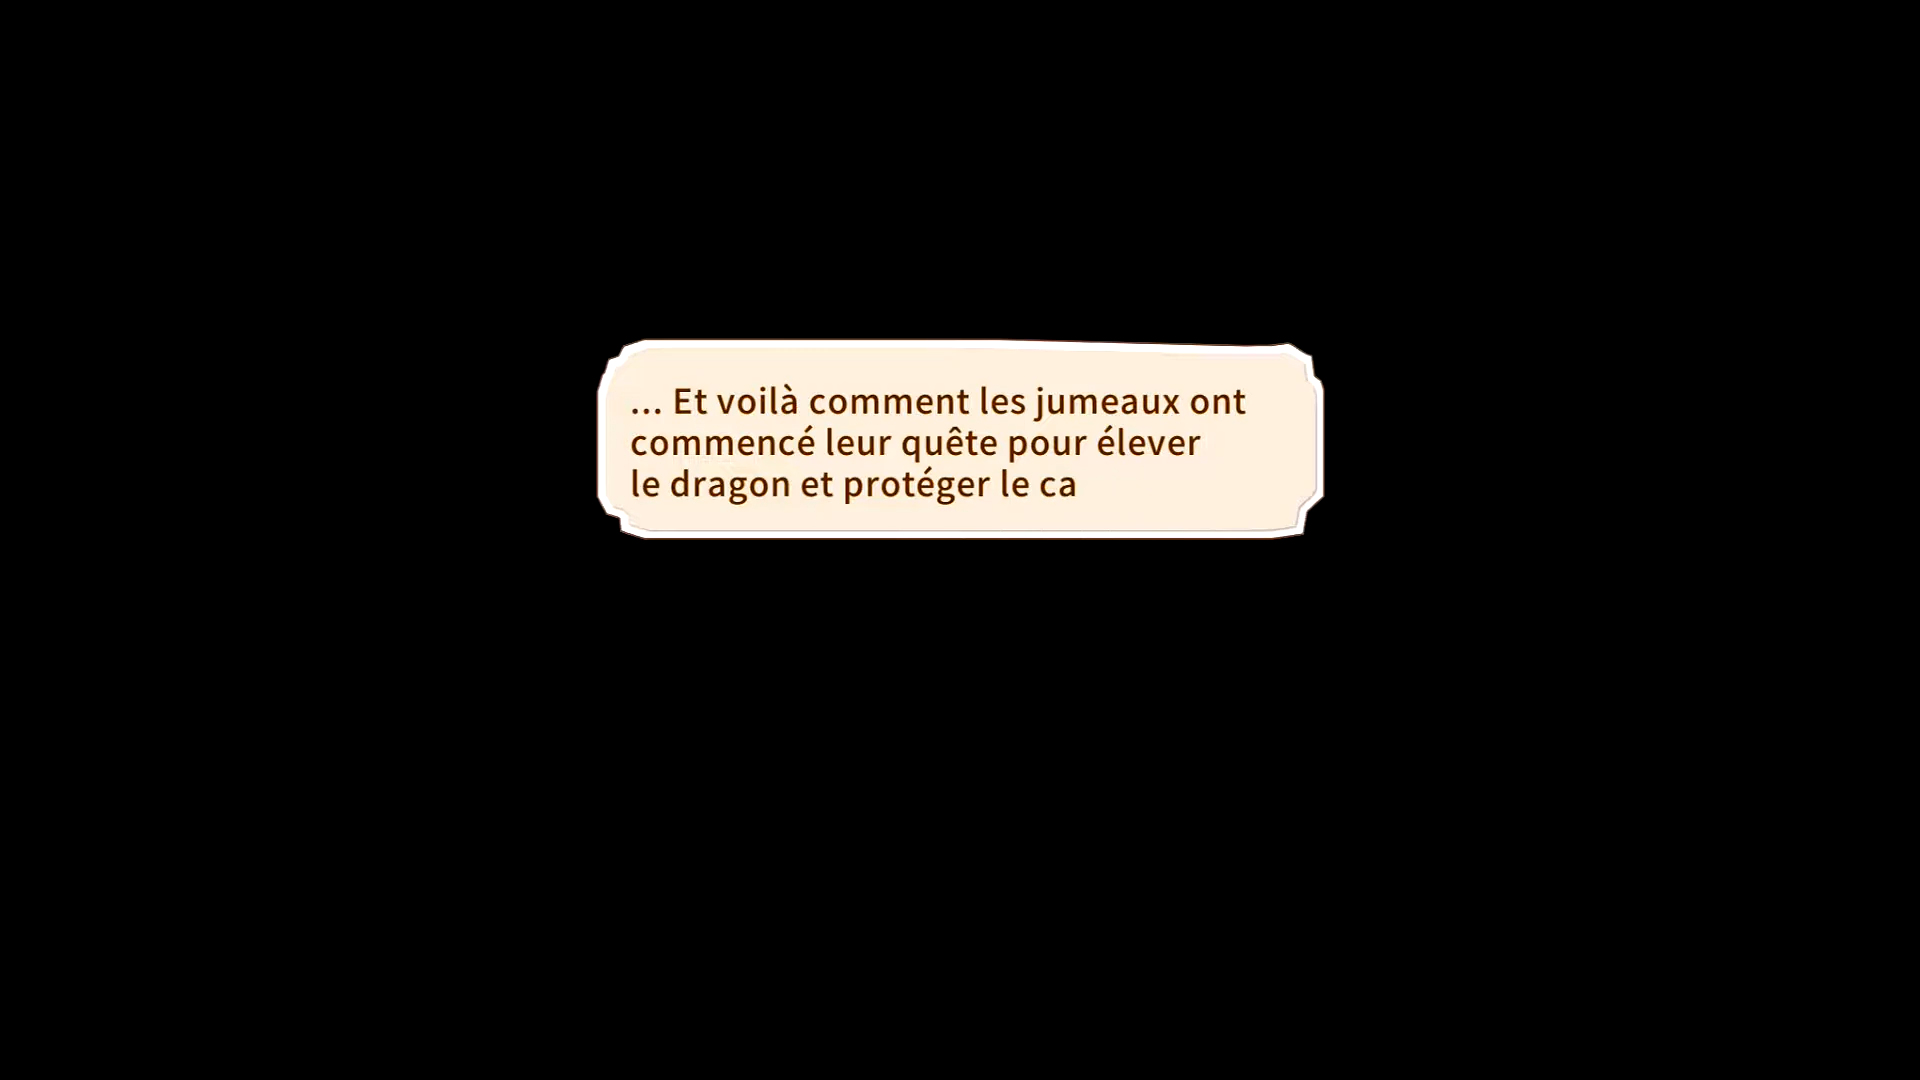 ... Et voilà comment les jumeaux ont
commencé leur quête pour élever
le dragon et protéger le ca